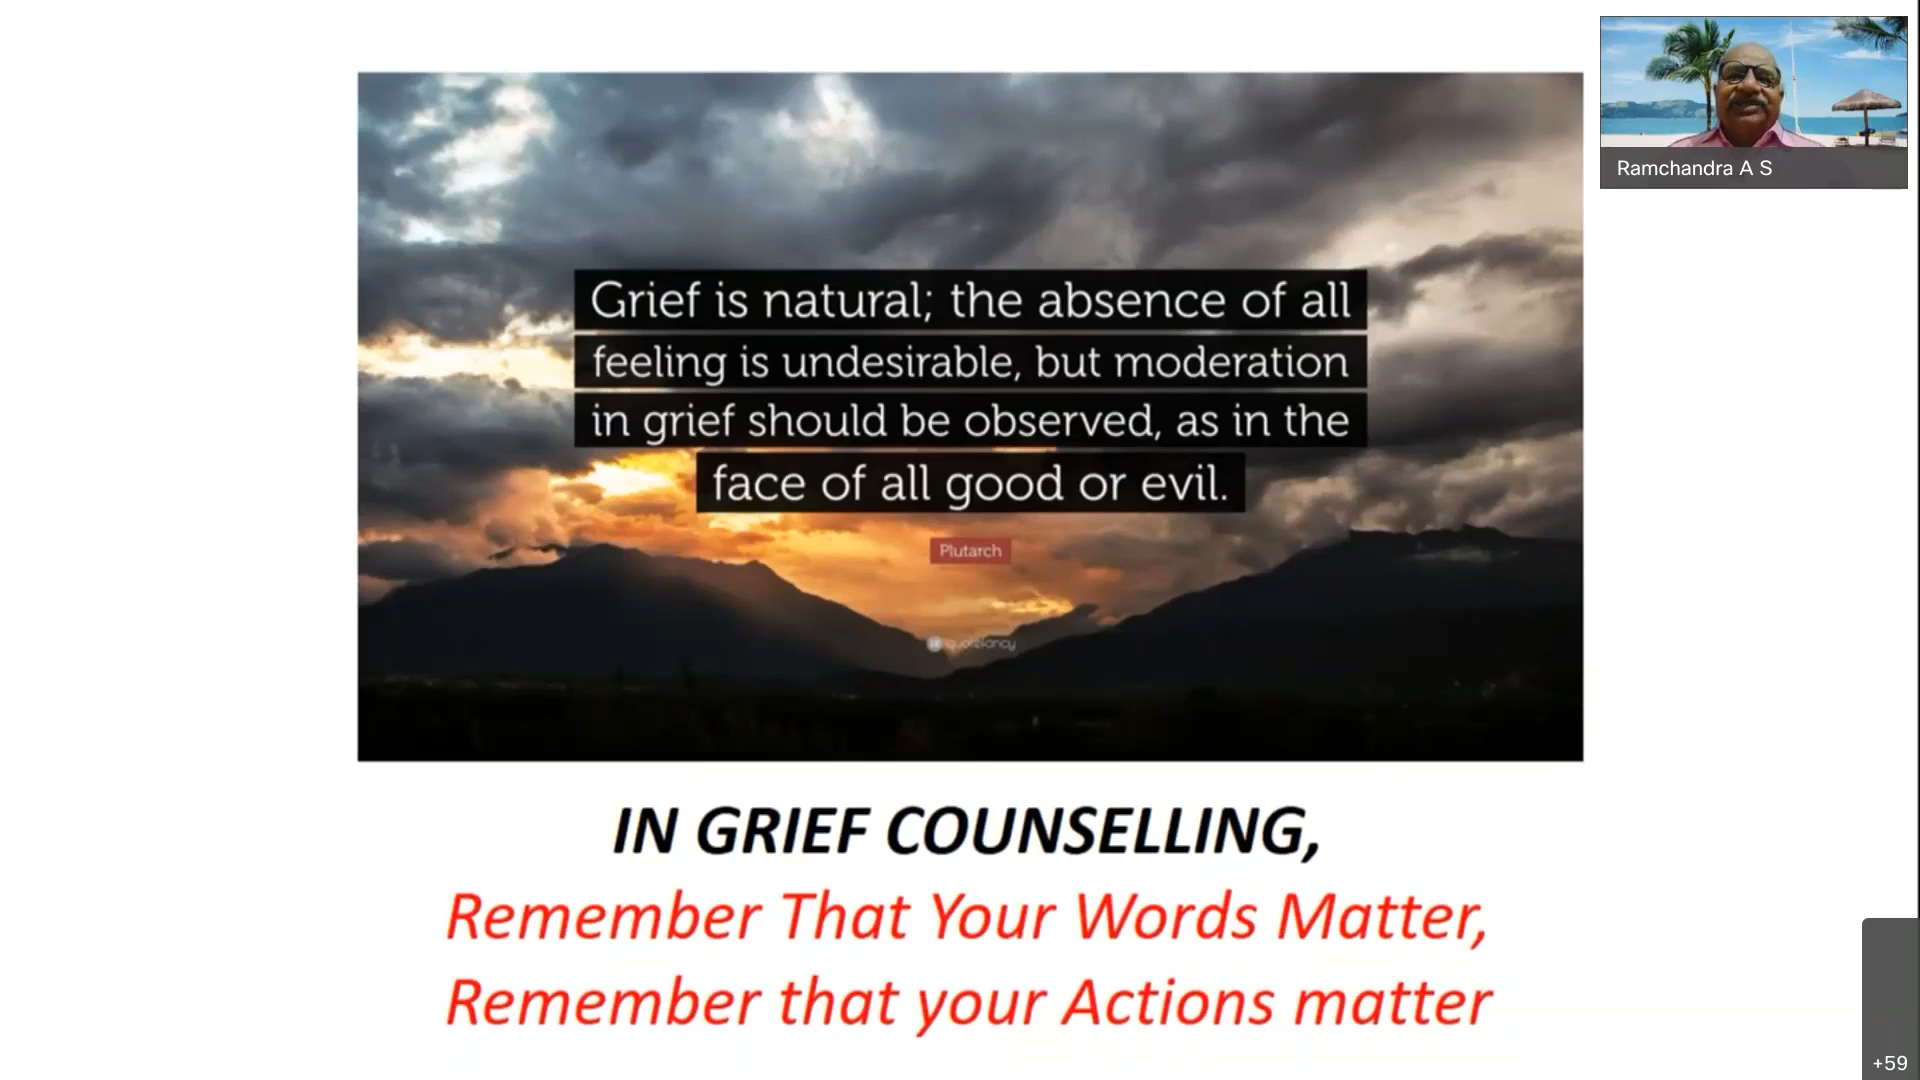 Grief is natural; the absence of all
feeling is undesirable, but moderation
in grief should be observed, as in the
face of all good or evil.
Plutarch
quotefancy
Ramchandra A S
IN GRIEF COUNSELLING,
Remember That Your Words Matter,
Remember that your Actions matter
+59